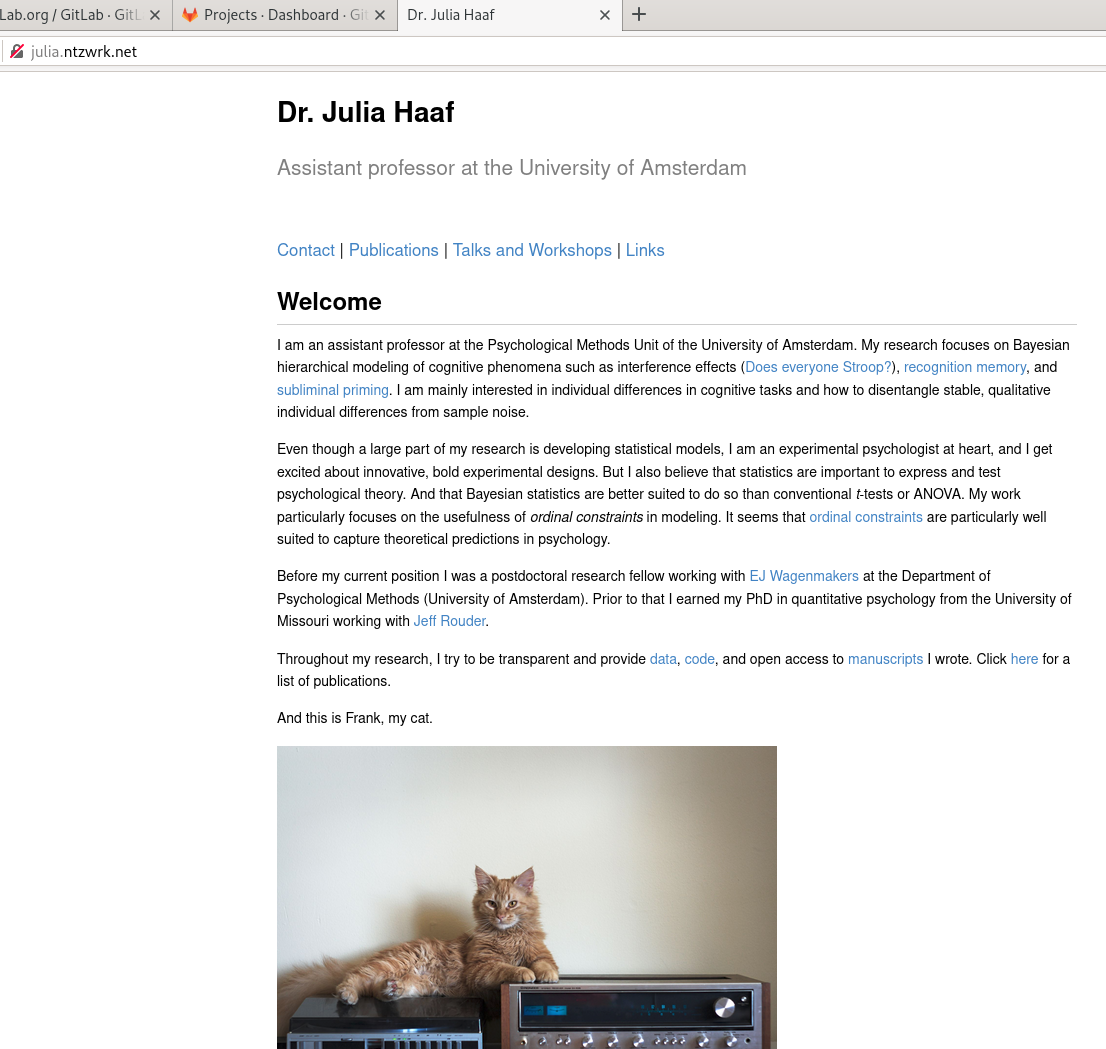 Lab.org / GitLab · GitL
Projects · Dashboard · Git
Dr. Julia Haaf
julia.ntzwrk.net
Dr. Julia Haaf
Assistant professor at the University of Amsterdam
Contact | Publications | Talks and Workshops | Links
Welcome
I am an assistant professor at the Psychological Methods Unit of the University of Amsterdam. My research focuses on Bayesian
hierarchical modeling of cognitive phenomena such as interference effects (Does everyone Stroop?), recognition memory, and
subliminal priming. I am mainly interested in individual differences in cognitive tasks and how to disentangle stable, qualitative
individual differences from sample noise.
Even though a large part of my research is developing statistical models, I am an experimental psychologist at heart, and I get
excited about innovative, bold experimental designs. But I also believe that statistics are important to express and test
psychological theory. And that Bayesian statistics are better suited to do so than conventional t-tests or ANOVA. My work
particularly focuses on the usefulness of ordinal constraints in modeling. It seems that ordinal constraints are particularly well
suited to capture theoretical predictions in psychology.
Before my current position I was a postdoctoral research fellow working with EJ Wagenmakers at the Department of
Psychological Methods (University of Amsterdam). Prior to that I earned my PhD in quantitative psychology from the University of
Missouri working with Jeff Rouder.
Throughout my research, I try to be transparent and provide data, code, and open access to manuscripts I wrote. Click here for a
list of publications.
And this is Frank, my cat.